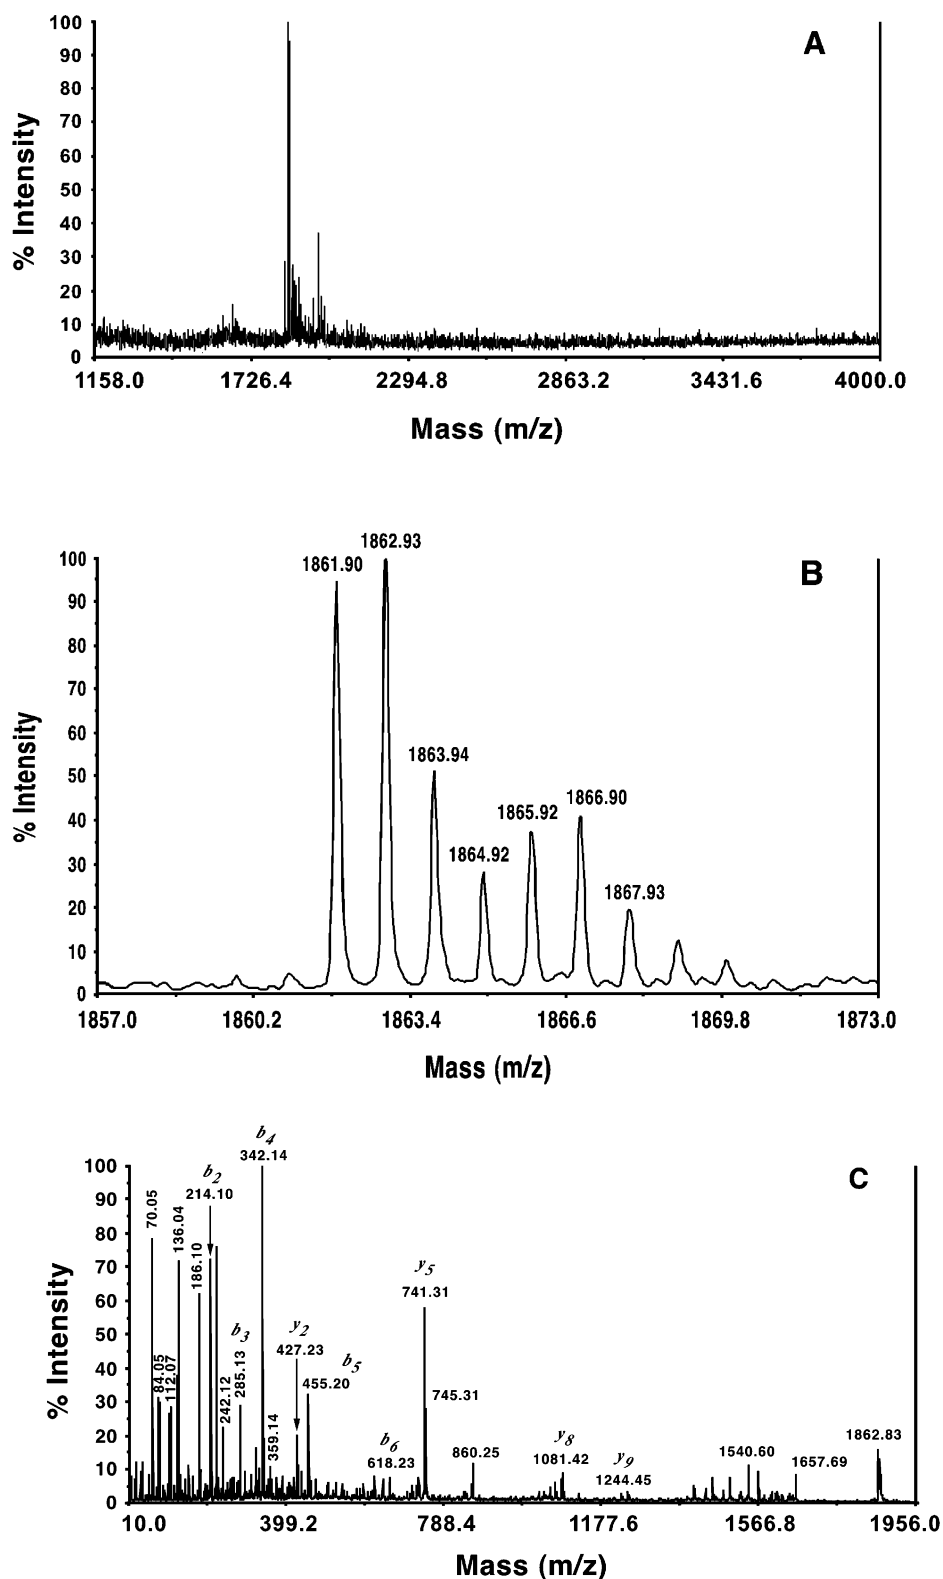 A
% Intensity
100
90
80
70
60
50
40
30
20
10
0
1158.0 1726.4 2294.8 2863.2 3431.6 4000.0
Mass (m/z)
B
% Intensity
100
90
80
70
60
50
40
30
20
10
0
1861.90
1862.93
1863.94
1864.92
1865.92
1866.90
1867.93
1857.0 1860.2 1863.4 1866.6 1869.8 1873.0
Mass (m/z)
C
% Intensity
100
90
80
70
60
50
40
30
20
10
0
70.05
84.05
112.07
136.04
186.10
b2
214.10
242.12
b3
285.13
b4
342.14
359.14
y2
427.23
b5
455.20
b6
618.23
y5
741.31
745.31
860.25
y8
1081.42
y9
1244.45
1540.60
1657.69
1862.83
10.0 399.2 788.4 1177.6 1566.8 1956.0
Mass (m/z)